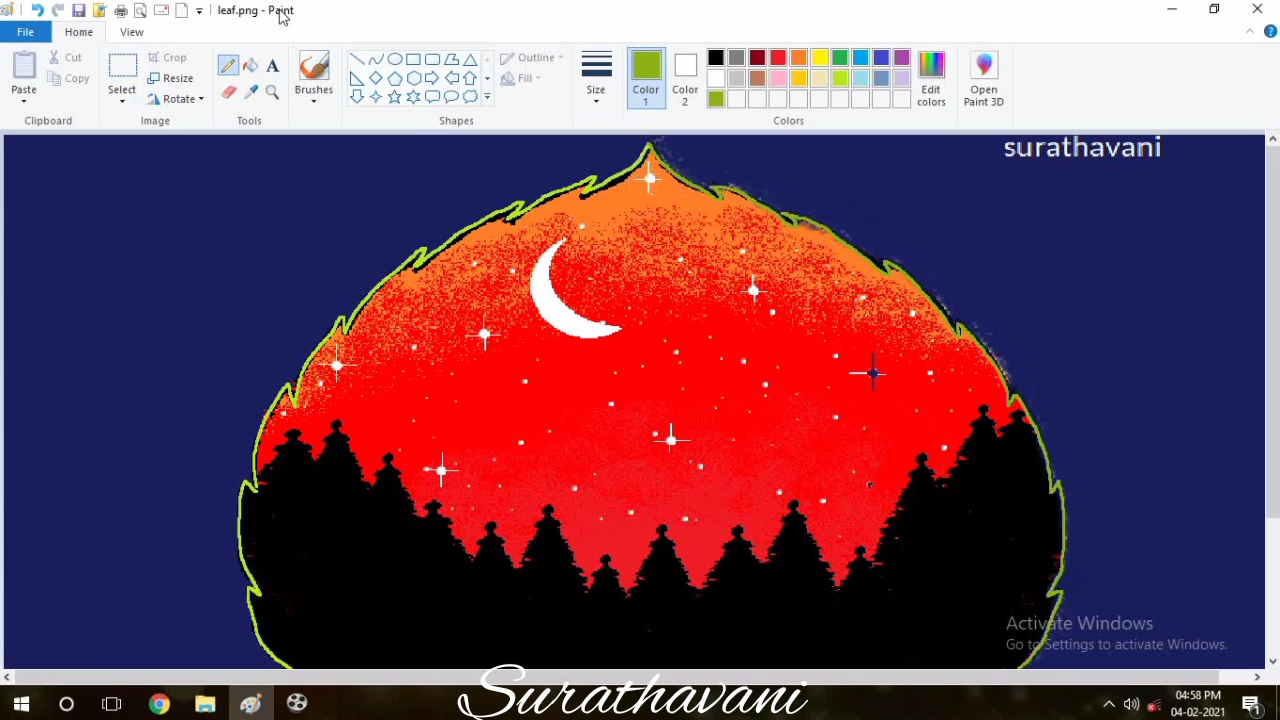 leaf.png - Paint
File
Home
View
Paste
Cut
Copy
Clipboard
Select
Crop
Resize
Rotate
Image
A
Tools
Brushes
Shapes
Outline
Fill
Size
Color 1
Color 2
Edit colors
Colors
Open Paint 3D
surathavani
Activate Windows
Go to Settings to activate Windows.
Surathavani
04:58 PM
04-02-2021
1